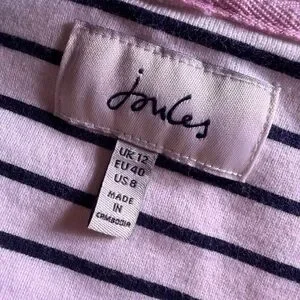 Joules
UK 12
EU 40
US 8
MADE
IN
CAMBODIA